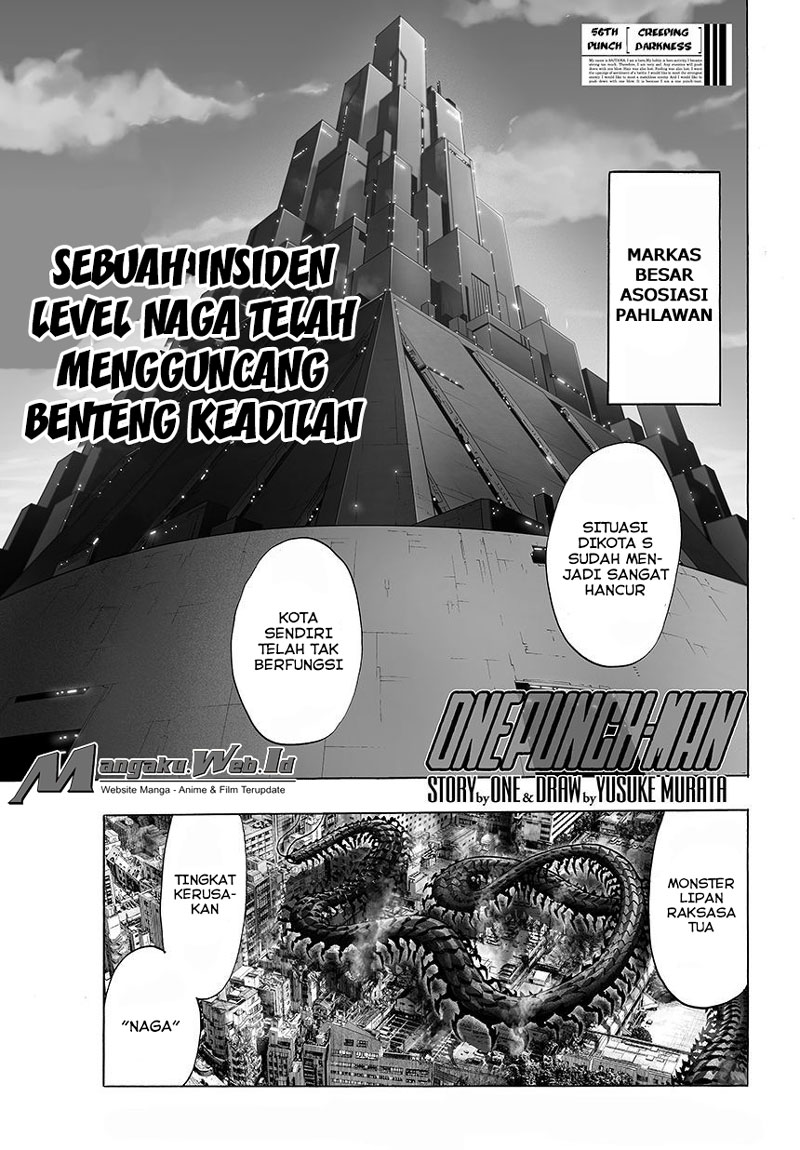 56TH
PUNCH
CREEPING
DARKNESS
MARKAS
BESAR
ASOSIASI
PAHLAWAN
SEBUAH INSIDEN
LEVEL NAGA TELAH
MENGGUNCANG
BENTENG KEADILAN
SITUASI
DIKOTA S
SUDAH MEN-
JADI SANGAT
HANCUR
KOTA
SENDIRI
TELAH TAK
BERFUNGSI
ONE PUNCH-MAN
STORY by ONE & DRAW by YUSUKE MURATA
Mangaku.Web.Id
Website Manga - Anime & Film Terupdate
MONSTER
LIPAN
RAKSASA
TUA
TINGKAT
KERUSA-
KAN
"NAGA"